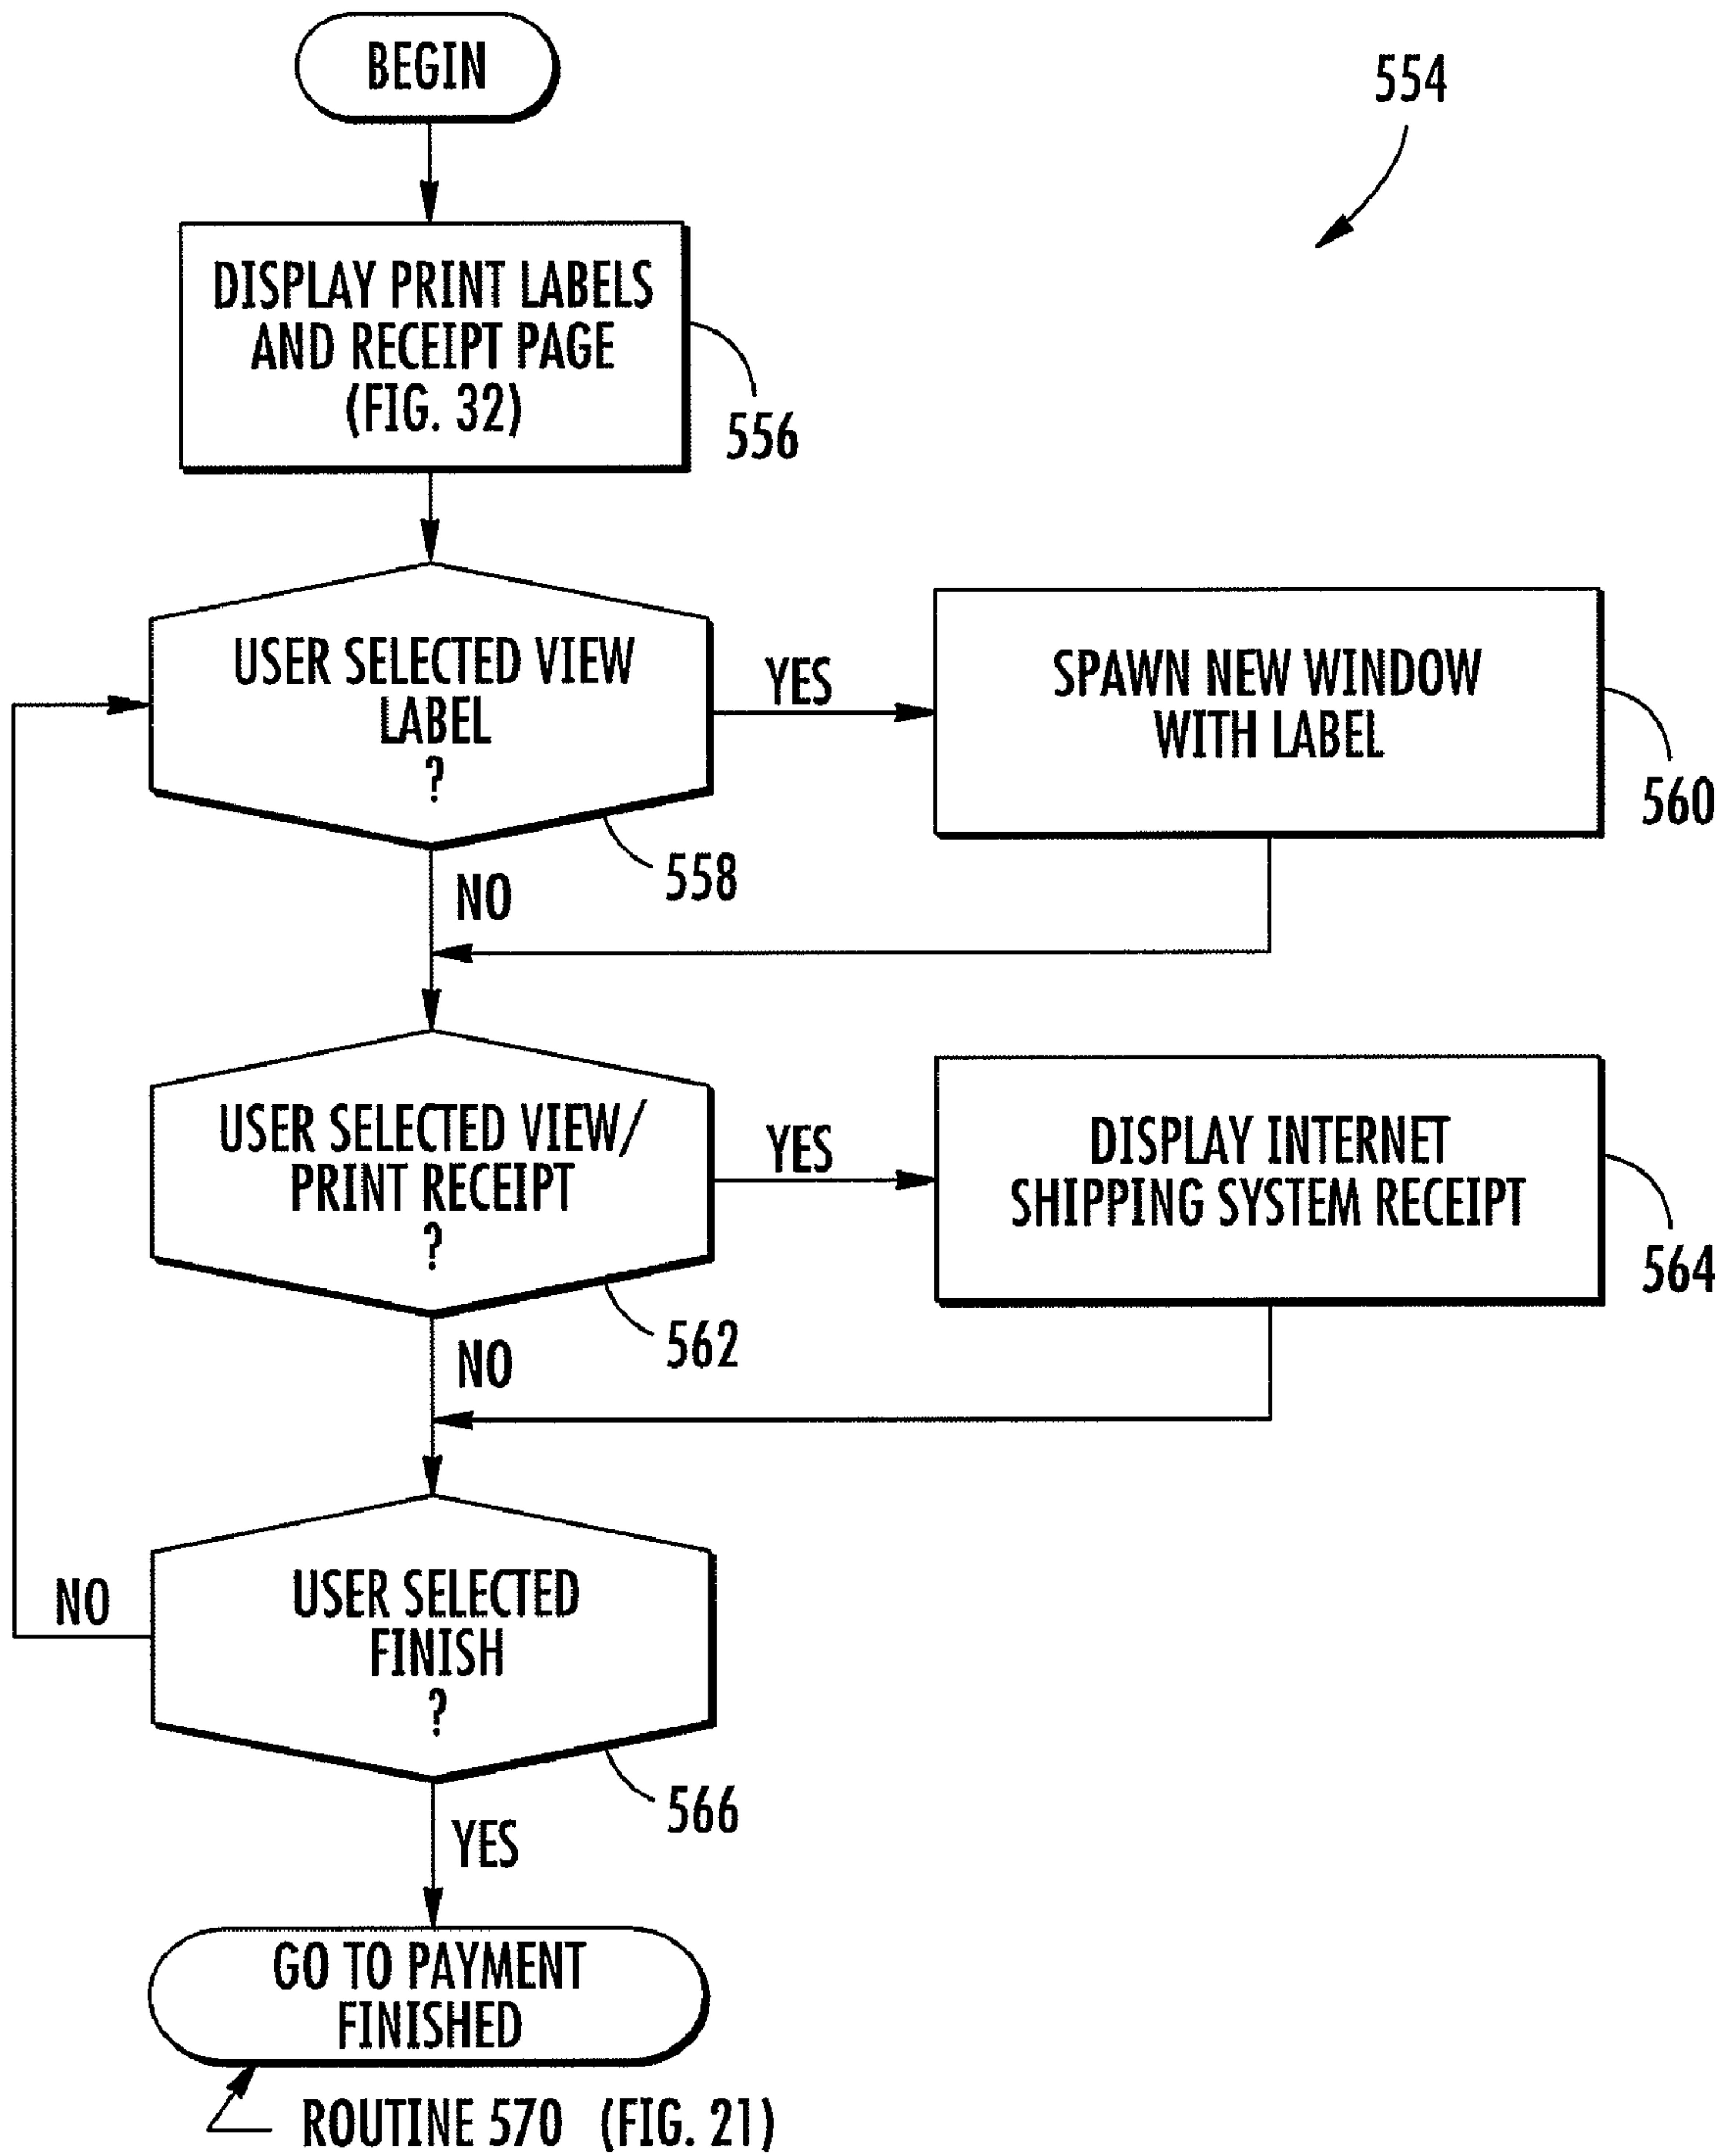 BEGIN
554
DISPLAY PRINT LABELS
AND RECEIPT PAGE
(FIG. 32)
556
USER SELECTED VIEW
LABEL
?
YES
SPAWN NEW WINDOW
WITH LABEL
560
558
NO
USER SELECTED VIEW/
PRINT RECEIPT
?
YES
DISPLAY INTERNET
SHIPPING SYSTEM RECEIPT
564
562
NO
USER SELECTED
FINISH
?
NO
566
YES
GO TO PAYMENT
FINISHED
ROUTINE 570 (FIG. 21)